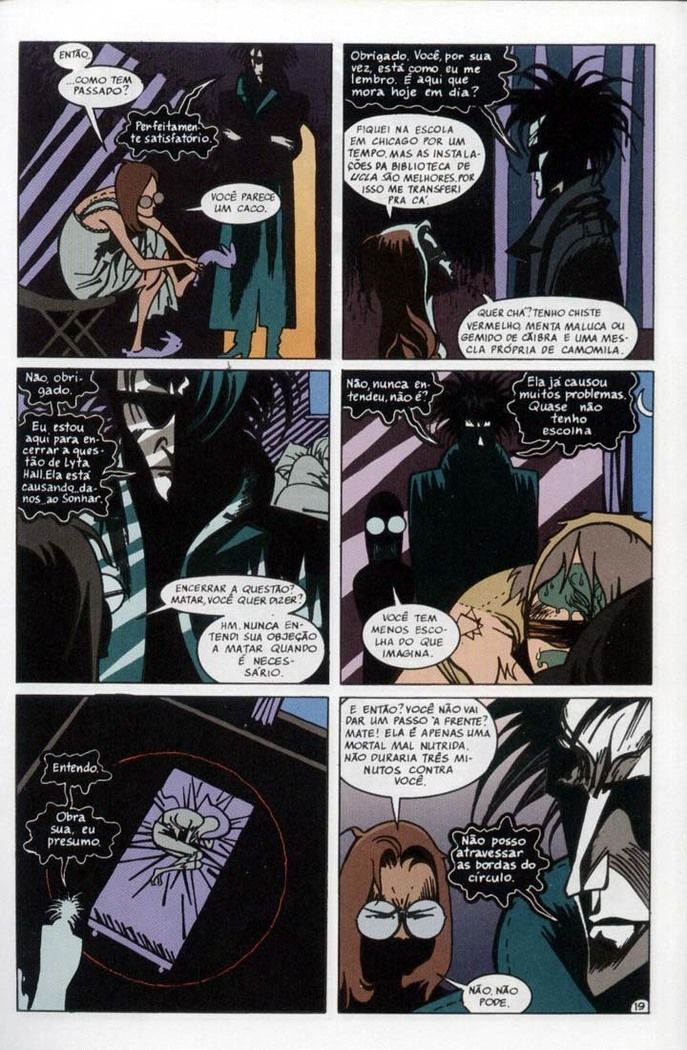 ENTÃO,
...COMO TEM
PASSADO?
Perfeitamen-
te satisfatório.
VOCÊ PARECE
UM CACO.
Obrigado. Você, por sua
vez, está como eu me
lembro. É aqui que
mora hoje em dia?
FIQUEI NA ESCOLA
EM CHICAGO POR UM
TEMPO, MAS AS INSTALA-
ÇÕES DA BIBLIOTECA DE
UCLA SÃO MELHORES. POR
ISSO ME TRANSFERI
PRA CÁ.
QUER CHÁ? TENHO CHISTE
VERMELHO, MENTA MALUCA OU
GEMIDO DE CÃIBRA E UMA MES-
CLA PRÓPRIA DE CAMOMILA.
Não, obri-
gado.
Eu estou
aqui para en-
cerrar a ques-
tão de Lyta
Hall. Ela está
causando da-
nos ao Sonhar.
ENCERRAR A QUESTÃO?
MATAR, VOCÊ QUER DIZER?
HM. NUNCA EN-
TENDI SUA OBJEÇÃO
A MATAR QUANDO
É NECES-
SÁRIO.
Não, nunca en-
tendeu, não é?
Ela já causou
muitos problemas.
Quase não
tenho
escolha
VOCÊ TEM
MENOS ESCO-
LHA DO QUE
IMAGINA.
Entendo.
Obra
sua, eu
presumo.
E ENTÃO? VOCÊ NÃO VAI
DAR UM PASSO À FRENTE?
MATE! ELA É APENAS UMA
MORTAL MAL NUTRIDA.
NÃO DURARIA TRÊS MI-
NUTOS CONTRA
VOCÊ.
Não posso
atravessar
as bordas do
círculo.
NÃO, NÃO
PODE.
19